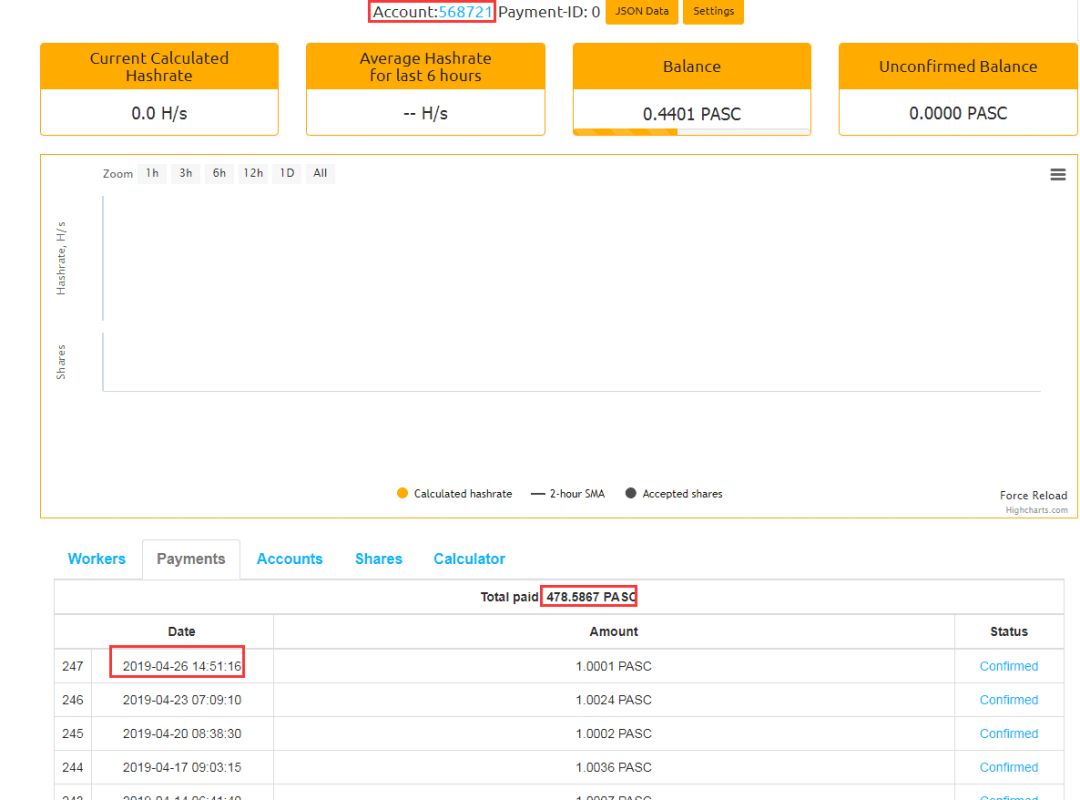 Account:568721 Payment-ID: 0 JSON Data Settings
Current Calculated Hashrate
0.0 H/s
Average Hashrate for last 6 hours
-- H/s
Balance
0.4401 PASC
Unconfirmed Balance
0.0000 PASC
Zoom 1h 3h 6h 12h 1D All
Hashrate, H/s
Shares
Calculated hashrate 2-hour SMA Accepted shares
Force Reload
Highcharts.com
Workers Payments Accounts Shares Calculator
Total paid 478.5867 PASC
Date Amount Status
247 2019-04-26 14:51:16 1.0001 PASC Confirmed
246 2019-04-23 07:09:10 1.0024 PASC Confirmed
245 2019-04-20 08:38:30 1.0002 PASC Confirmed
244 2019-04-17 09:03:15 1.0036 PASC Confirmed